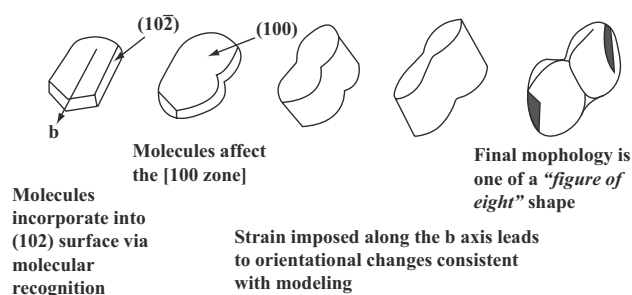 (102̅)
(100)
b
Molecules affect
the [100 zone]
Final mophology is
one of a “figure of
eight” shape
Molecules
incorporate into
(102) surface via
molecular
recognition
Strain imposed along the b axis leads
to orientational changes consistent
with modeling